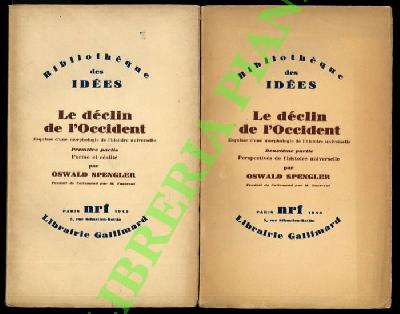 Bibliothèque
des
IDÉES
Le déclin
de l'Occident
Esquisse d'une morphologie de l'histoire universelle
Première partie
Forme et réalité
par
OSWALD SPENGLER
Traduit de l'allemand par M. Tazerout
PARIS nrf
5, rue Sébastien-Bottin
Librairie Gallimard
Bibliothèque
des
IDÉES
Le déclin
de l'Occident
Esquisse d'une morphologie de l'histoire universelle
Deuxième partie
Perspectives de l'histoire universelle
par
OSWALD SPENGLER
Traduit de l'allemand par M. Tazerout
PARIS nrf
5, rue Sébastien-Bottin
Librairie Gallimard
LIBRERIA PIANI